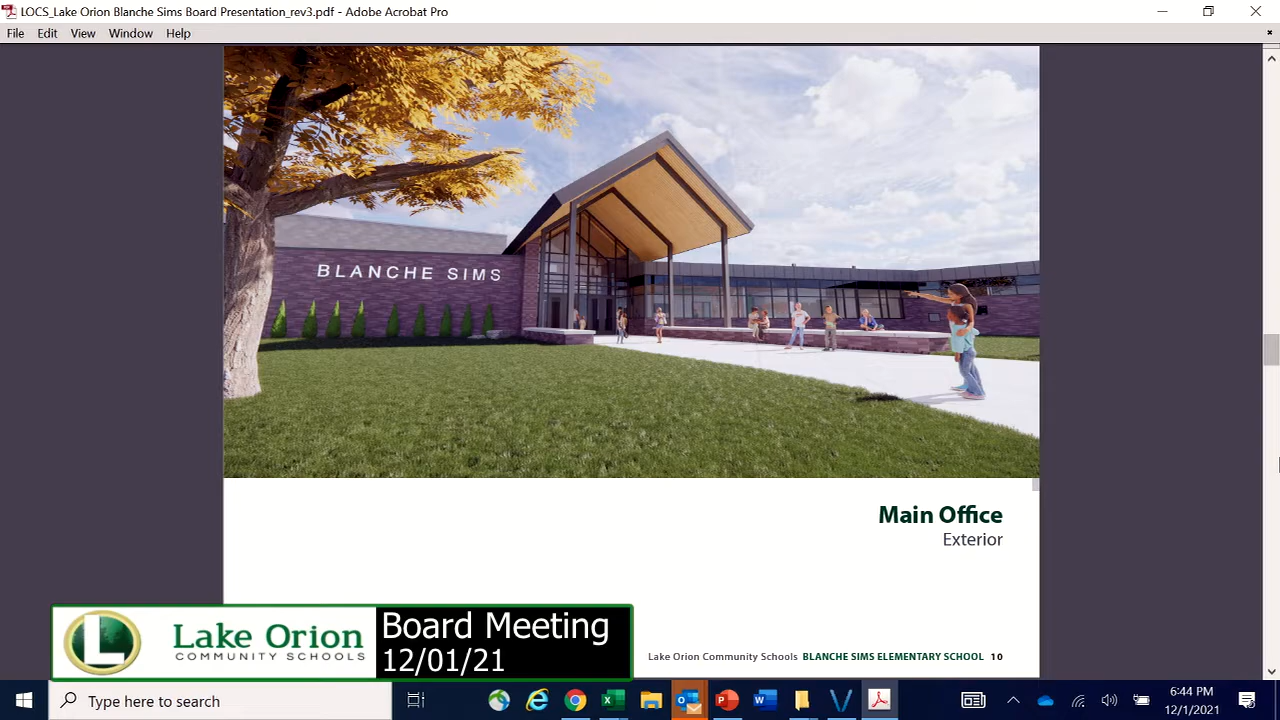 LOCS_Lake Orion Blanche Sims Board Presentation_rev3.pdf - Adobe Acrobat Pro
File Edit View Window Help
BLANCHE SIMS
Main Office
Exterior
Lake Orion
COMMUNITY SCHOOLS
Board Meeting
12/01/21
Lake Orion Community Schools BLANCHE SIMS ELEMENTARY SCHOOL 10
Type here to search
6:44 PM
12/1/2021